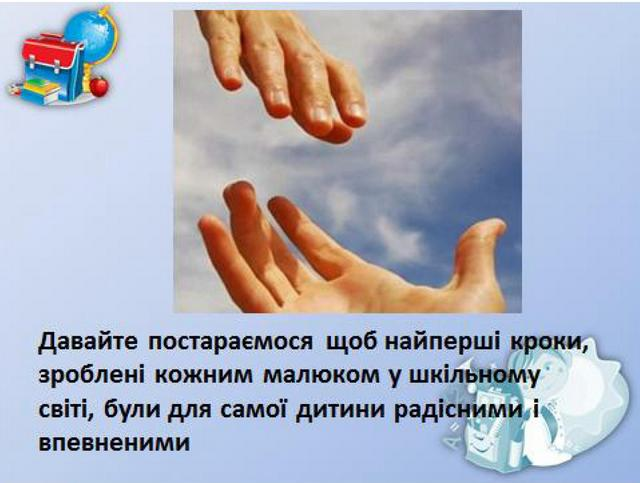 Давайте постараємося щоб найперші кроки,
зроблені кожним малюком у шкільному
світі, були для самої дитини радісними і
впевненими